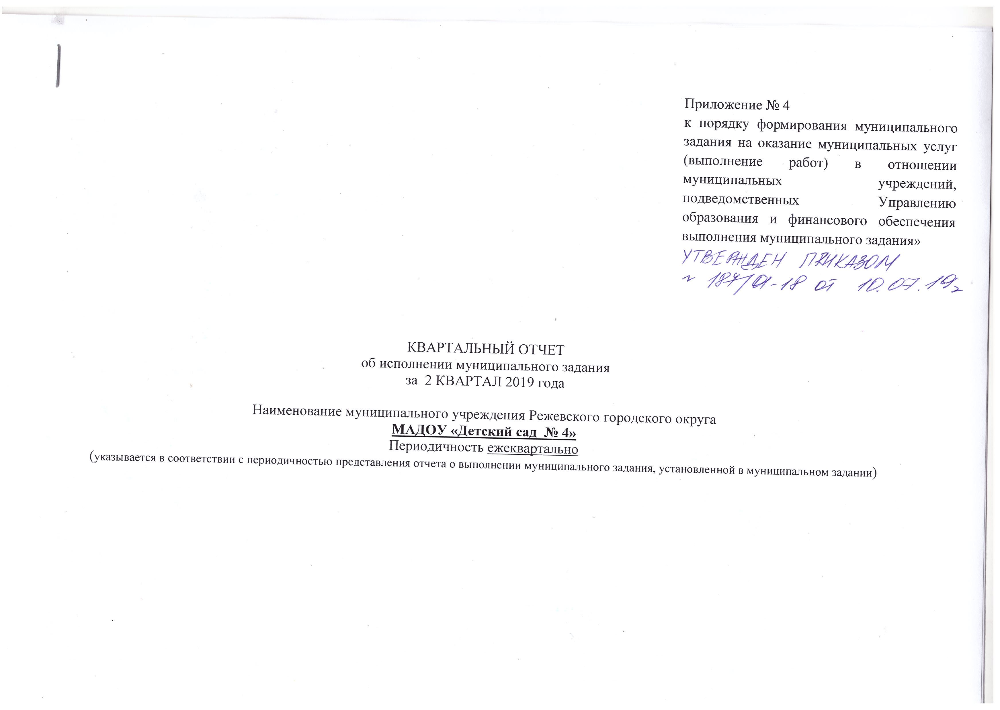 Приложение № 4
к порядку формирования муниципального
задания на оказание муниципальных услуг
(выполнение работ) в отношении
муниципальных учреждений,
подведомственных Управлению
образования и финансового обеспечения
выполнения муниципального задания»
УТВЕРЖДЕН ПРИКАЗОМ
№ 187/01-18 от 10.07.19г
КВАРТАЛЬНЫЙ ОТЧЕТ
об исполнении муниципального задания
за 2 КВАРТАЛ 2019 года
Наименование муниципального учреждения Режевского городского округа
МАДОУ «Детский сад № 4»
Периодичность ежеквартально
(указывается в соответствии с периодичностью представления отчета о выполнении муниципального задания, установленной в муниципальном задании)